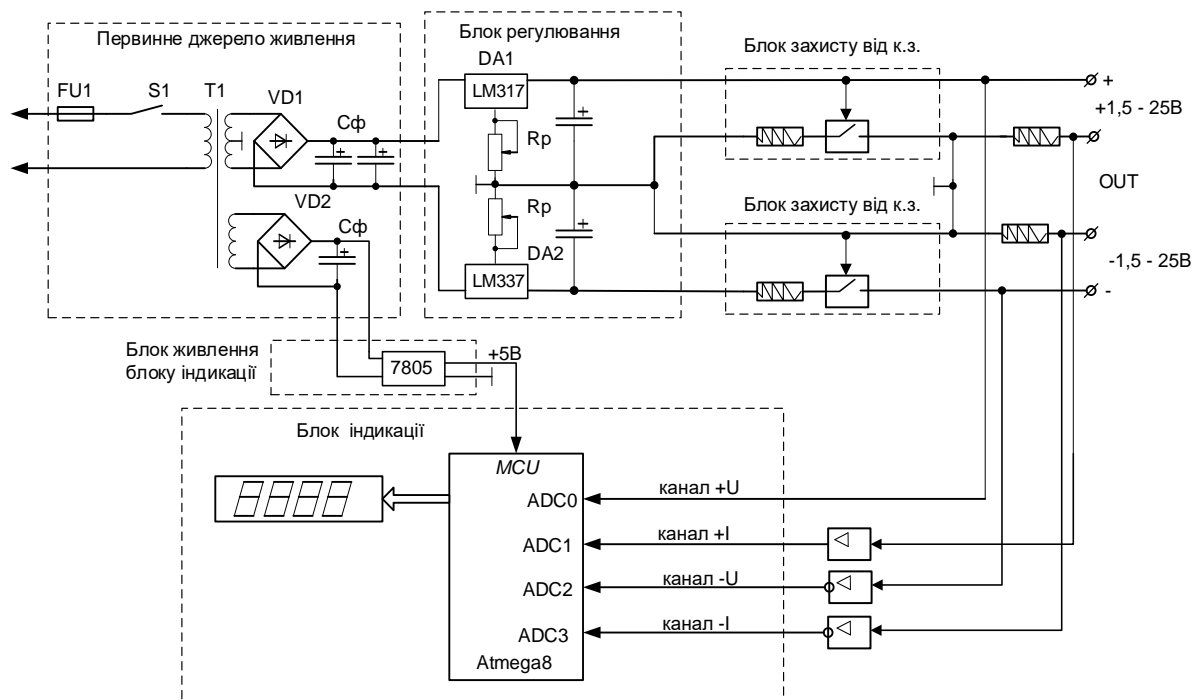 Первинне джерело живлення
FU1
S1
T1
VD1
Cф
VD2
Cф
Блок регулювання
DA1
LM317
Rp
Rp
DA2
LM337
Блок захисту від к.з.
Блок захисту від к.з.
+
+1,5 - 25В
OUT
-1,5 - 25В
-
Блок живлення
блоку індикації
7805
+5В
Блок індикації
MCU
ADC0
канал +U
ADC1
канал +I
ADC2
канал -U
ADC3
канал -I
Atmega8